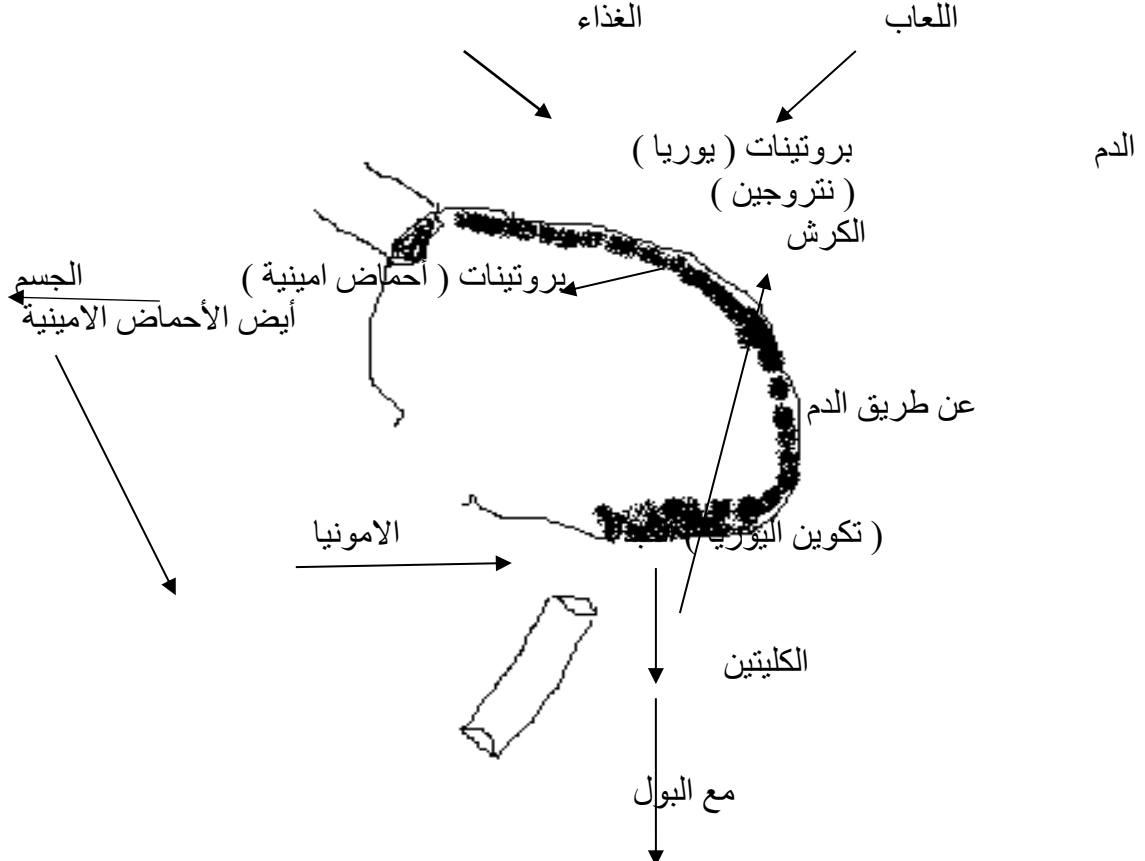 اللعاب
الغذاء
الدم
بروتينات ( يوريا )
( نتروجين )
الكرش
بروتينات ( أحماض امينية )
الجسم
أيض الأحماض الامينية
عن طريق الدم
( تكوين اليوريا )
الامونيا
الكليتين
مع البول